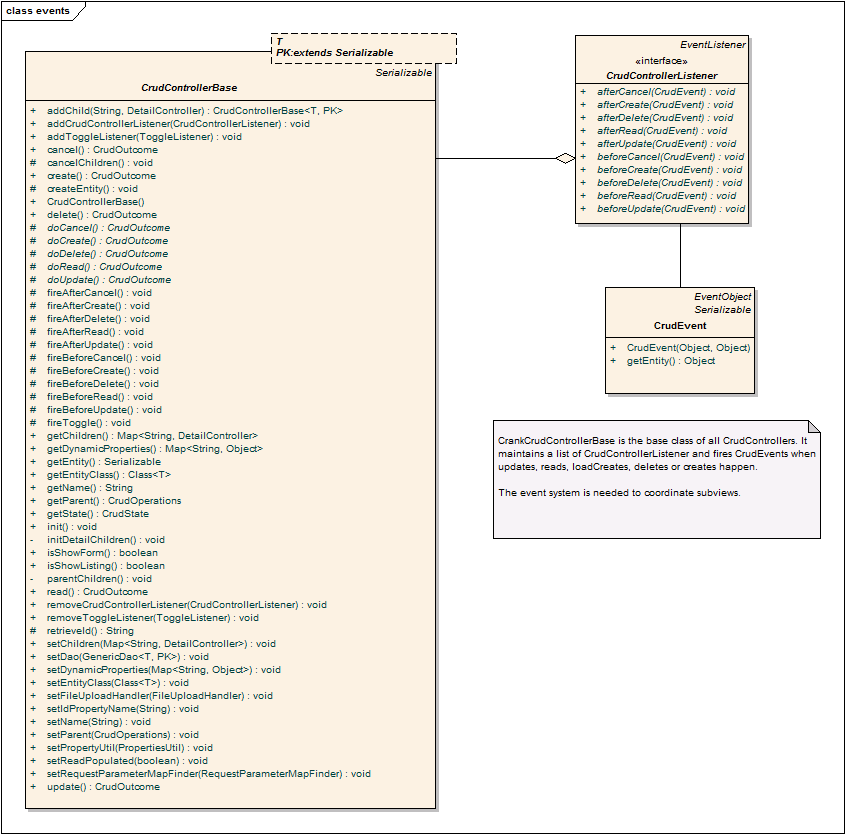 class events
T
PK:extends Serializable
Serializable
CrudControllerBase
+ addChild(String, DetailController) : CrudControllerBase<T, PK>
+ addCrudControllerListener(CrudControllerListener) : void
+ addToggleListener(ToggleListener) : void
+ cancel() : CrudOutcome
# cancelChildren() : void
+ create() : CrudOutcome
# createEntity() : void
+ CrudControllerBase()
+ delete() : CrudOutcome
# doCancel() : CrudOutcome
# doCreate() : CrudOutcome
# doDelete() : CrudOutcome
# doRead() : CrudOutcome
# doUpdate() : CrudOutcome
# fireAfterCancel() : void
# fireAfterCreate() : void
# fireAfterDelete() : void
# fireAfterRead() : void
# fireAfterUpdate() : void
# fireBeforeCancel() : void
# fireBeforeCreate() : void
# fireBeforeDelete() : void
# fireBeforeRead() : void
# fireBeforeUpdate() : void
# fireToggle() : void
+ getChildren() : Map<String, DetailController>
+ getDynamicProperties() : Map<String, Object>
+ getEntity() : Serializable
+ getEntityClass() : Class<T>
+ getName() : String
+ getParent() : CrudOperations
+ getState() : CrudState
+ init() : void
- initDetailChildren() : void
+ isShowForm() : boolean
+ isShowListing() : boolean
- parentChildren() : void
+ read() : CrudOutcome
+ removeCrudControllerListener(CrudControllerListener) : void
+ removeToggleListener(ToggleListener) : void
# retrieveId() : String
+ setChildren(Map<String, DetailController>) : void
+ setDao(GenericDao<T, PK>) : void
+ setDynamicProperties(Map<String, Object>) : void
+ setEntityClass(Class<T>) : void
+ setFileUploadHandler(FileUploadHandler) : void
+ setIdPropertyName(String) : void
+ setName(String) : void
+ setParent(CrudOperations) : void
+ setPropertyUtil(PropertiesUtil) : void
+ setReadPopulated(boolean) : void
+ setRequestParameterMapFinder(RequestParameterMapFinder) : void
+ update() : CrudOutcome
EventListener
«interface»
CrudControllerListener
+ afterCancel(CrudEvent) : void
+ afterCreate(CrudEvent) : void
+ afterDelete(CrudEvent) : void
+ afterRead(CrudEvent) : void
+ afterUpdate(CrudEvent) : void
+ beforeCancel(CrudEvent) : void
+ beforeCreate(CrudEvent) : void
+ beforeDelete(CrudEvent) : void
+ beforeRead(CrudEvent) : void
+ beforeUpdate(CrudEvent) : void
EventObject
Serializable
CrudEvent
+ CrudEvent(Object, Object)
+ getEntity() : Object
CrankCrudControllerBase is the base class of all CrudControllers. It
maintains a list of CrudControllerListener and fires CrudEvents when
updates, reads, loadCreates, deletes or creates happen.
The event system is needed to coordinate subviews.